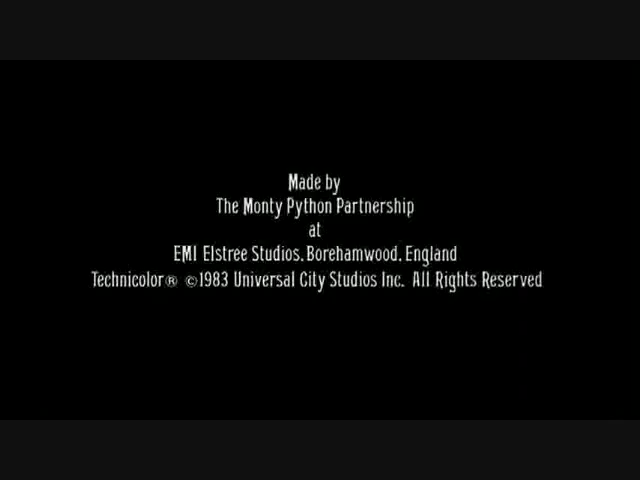 Made by
The Monty Python Partnership
at
EMI Elstree Studios, Borehamwood, England
Technicolor® ©1983 Universal City Studios Inc. All Rights Reserved